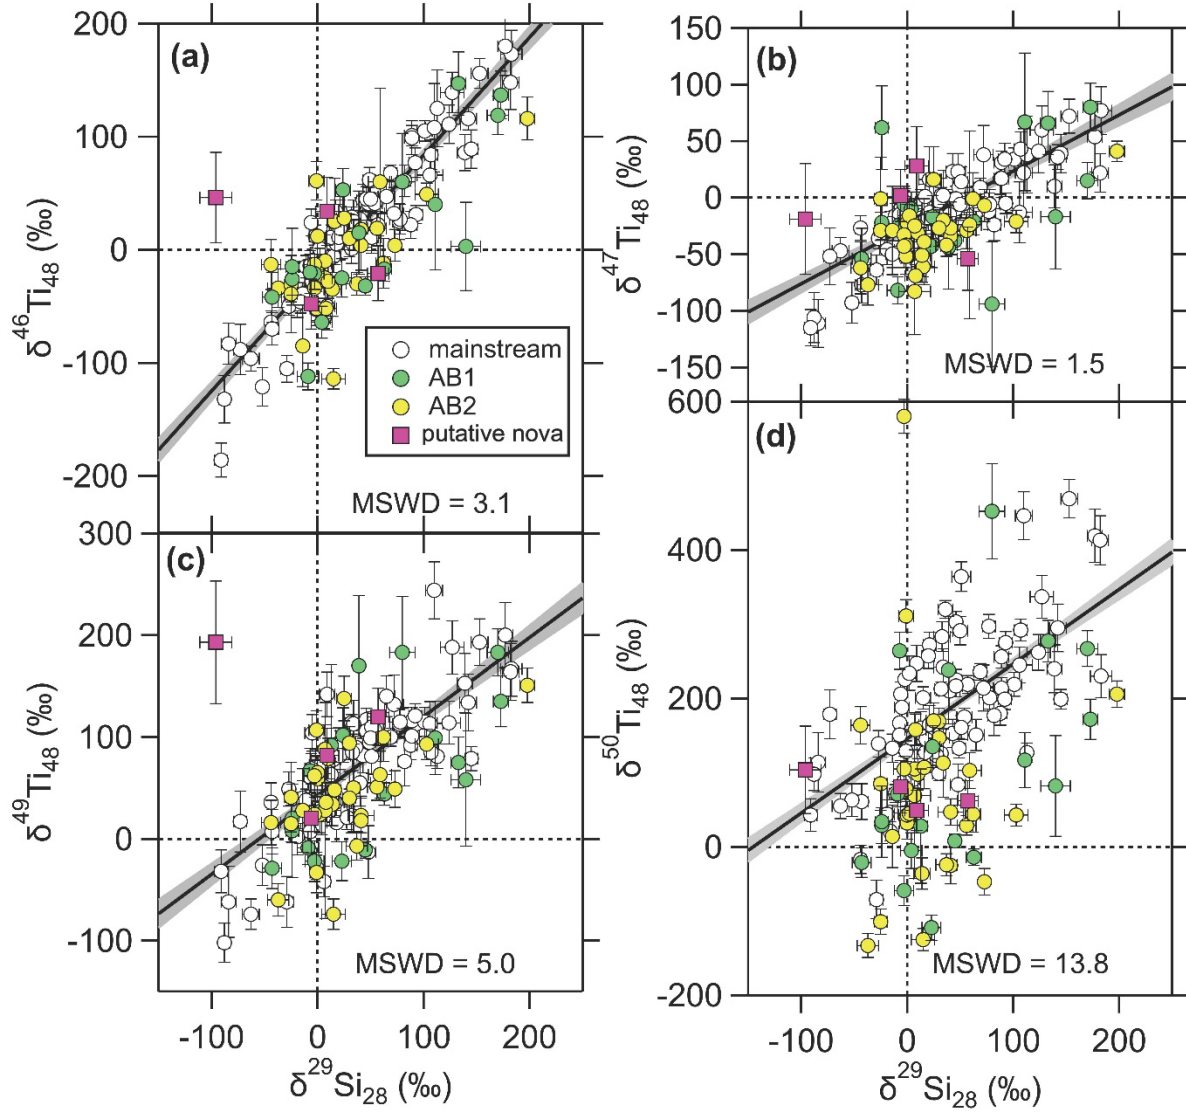 (a)
200
100
0
-100
-200
δ46Ti48 (‰)
mainstream
AB1
AB2
putative nova
MSWD = 3.1
(b)
150
100
50
0
-50
-100
-150
δ47Ti48 (‰)
MSWD = 1.5
(c)
300
200
100
0
-100
δ49Ti48 (‰)
MSWD = 5.0
-100 0 100 200
δ29Si28 (‰)
(d)
600
400
200
0
-200
δ50Ti48 (‰)
MSWD = 13.8
-100 0 100 200
δ29Si28 (‰)